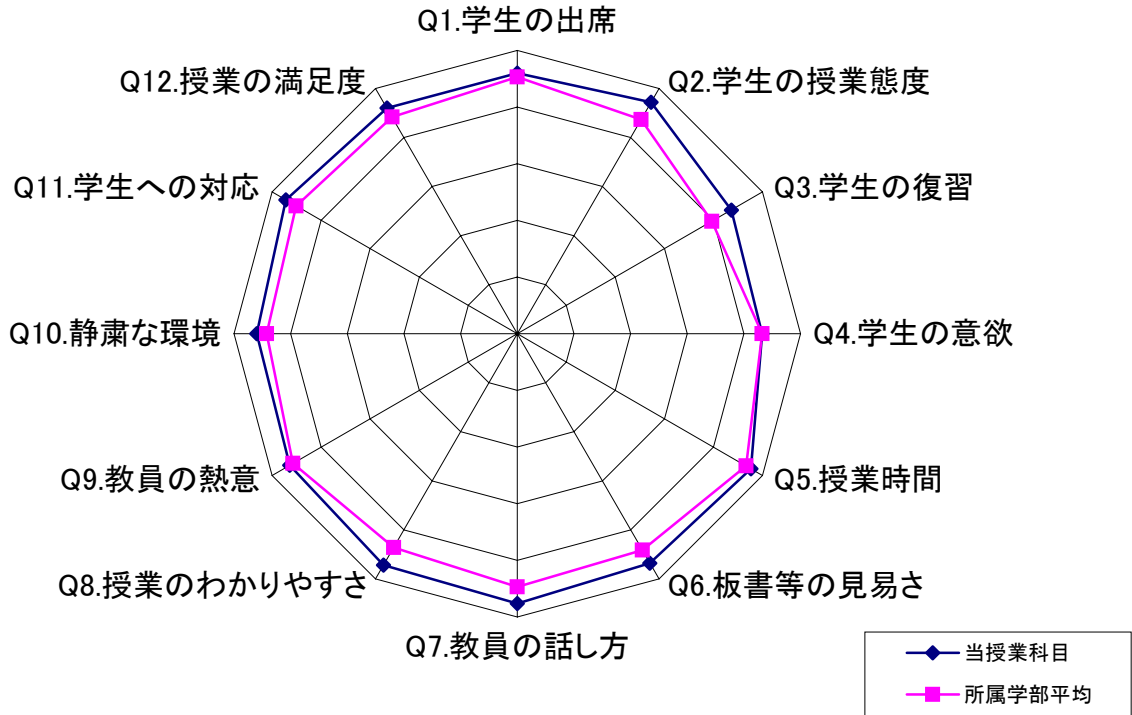 Q1.学生の出席
Q2.学生の授業態度
Q3.学生の復習
Q4.学生の意欲
Q5.授業時間
Q6.板書等の見易さ
Q7.教員の話し方
Q8.授業のわかりやすさ
Q9.教員の熱意
Q10.静粛な環境
Q11.学生への対応
Q12.授業の満足度
当授業科目
所属学部平均